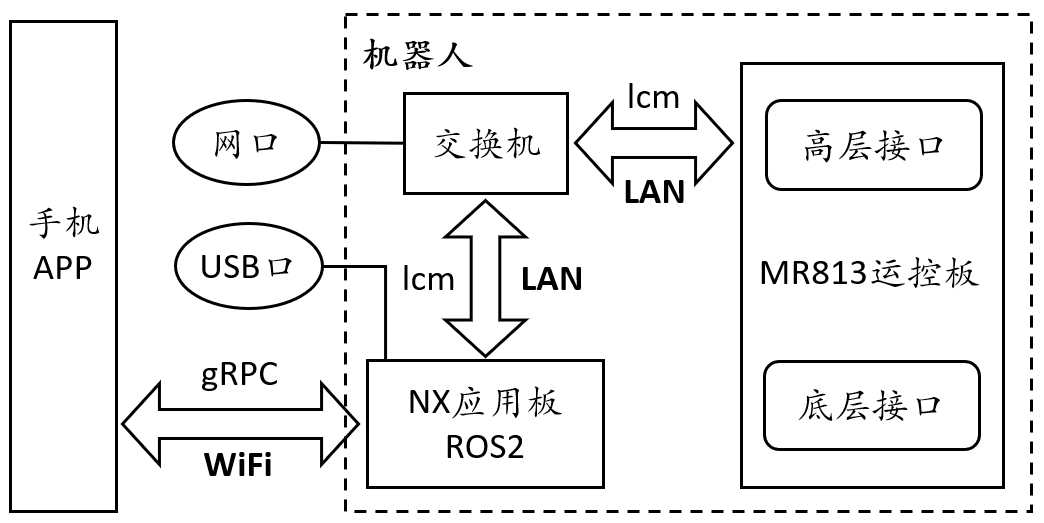 机器人
手机
APP
网口
交换机
lcm
LAN
高层接口
USB口
lcm
LAN
MR813运控板
gRPC
WiFi
NX应用板
ROS2
底层接口